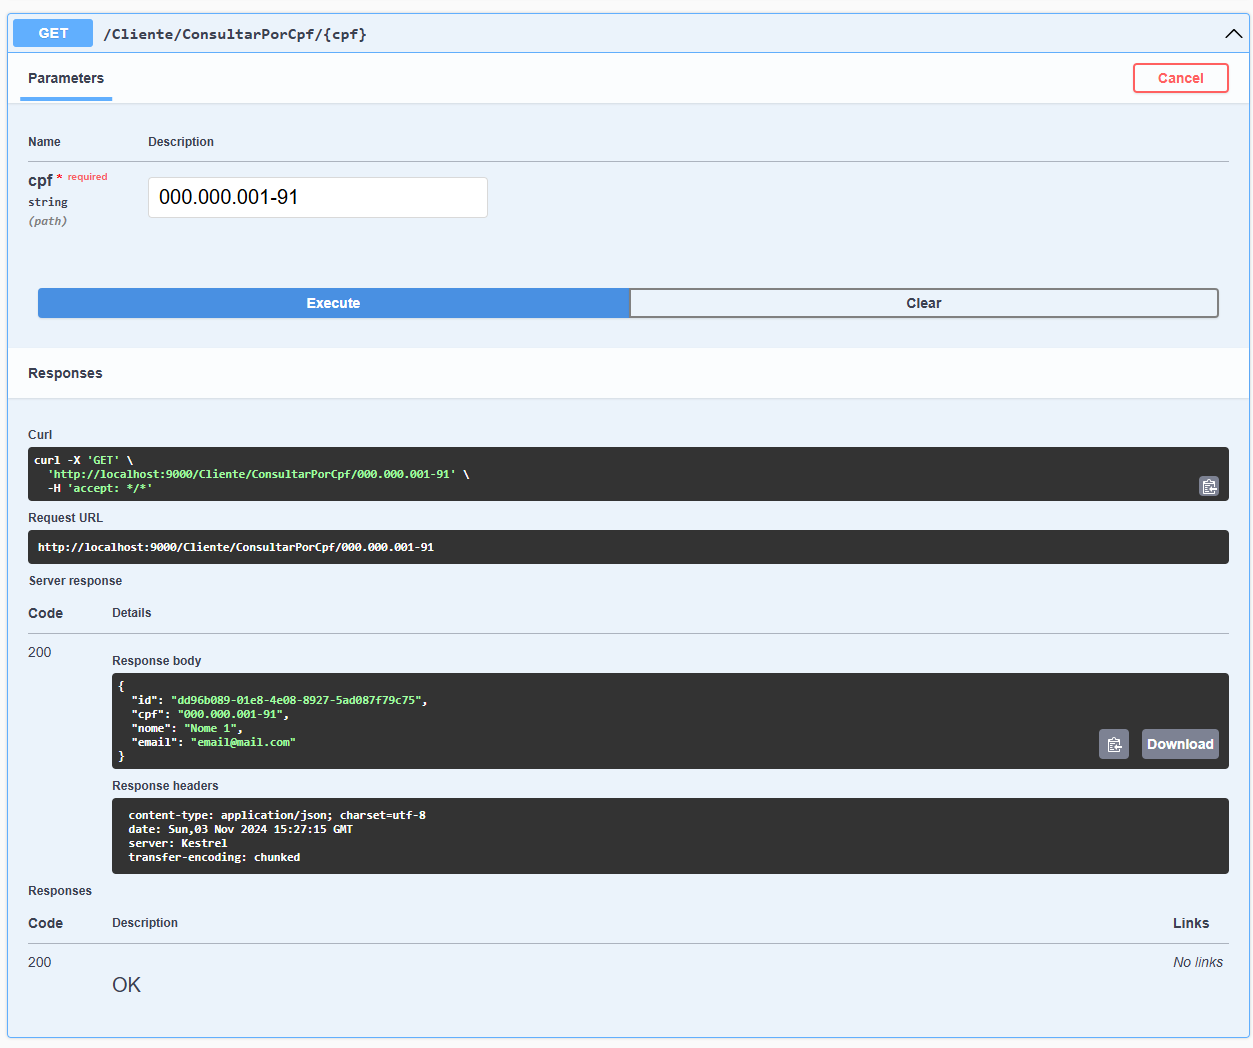 GET /Cliente/ConsultarPorCpf/{cpf}
Parameters Cancel
Name Description
cpf * required
string
(path)
000.000.001-91
Execute Clear
Responses
Curl
curl -X 'GET' \
  'http://localhost:9000/Cliente/ConsultarPorCpf/000.000.001-91' \
  -H 'accept: */*'
Request URL
http://localhost:9000/Cliente/ConsultarPorCpf/000.000.001-91
Server response
Code Details
200
Response body
{
  "id": "dd96b089-01e8-4e08-8927-5ad087f79c75",
  "cpf": "000.000.001-91",
  "nome": "Nome 1",
  "email": "email@mail.com"
}
Download
Response headers
content-type: application/json; charset=utf-8
date: Sun,03 Nov 2024 15:27:15 GMT
server: Kestrel
transfer-encoding: chunked
Responses
Code Description Links
200 No links
OK